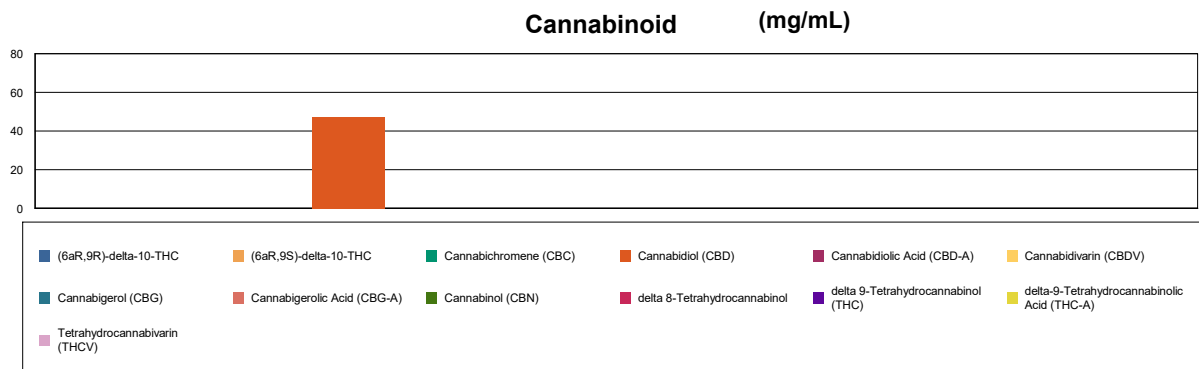 Cannabinoid (mg/mL)
80
60
40
20
0
(6aR,9R)-delta-10-THC
(6aR,9S)-delta-10-THC
Cannabichromene (CBC)
Cannabidiol (CBD)
Cannabidiolic Acid (CBD-A)
Cannabidivarin (CBDV)
Cannabigerol (CBG)
Cannabigerolic Acid (CBG-A)
Cannabinol (CBN)
delta 8-Tetrahydrocannabinol
delta 9-Tetrahydrocannabinol
(THC)
delta-9-Tetrahydrocannabinolic
Acid (THC-A)
Tetrahydrocannabivarin
(THCV)